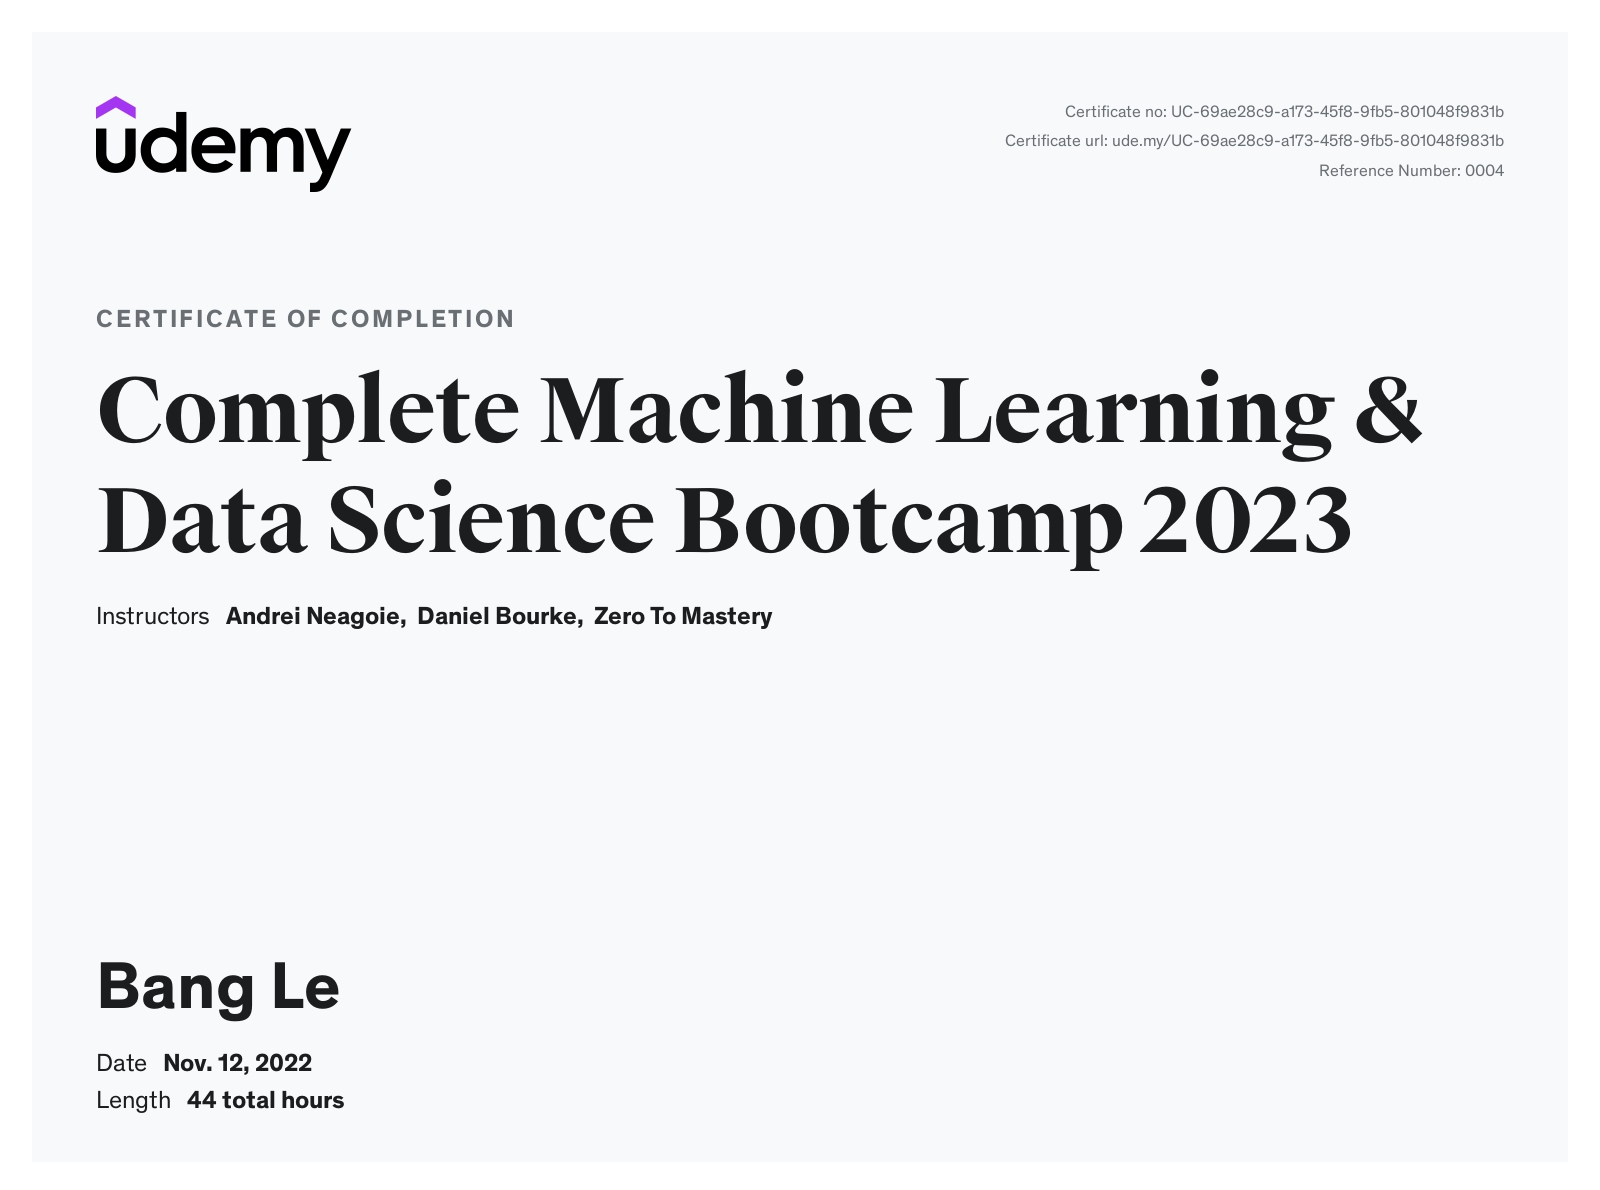 udemy
Certificate no: UC-69ae28c9-a173-45f8-9fb5-801048f9831b
Certificate url: ude.my/UC-69ae28c9-a173-45f8-9fb5-801048f9831b
Reference Number: 0004
CERTIFICATE OF COMPLETION
Complete Machine Learning &
Data Science Bootcamp 2023
Instructors Andrei Neagoie, Daniel Bourke, Zero To Mastery
Bang Le
Date Nov. 12, 2022
Length 44 total hours